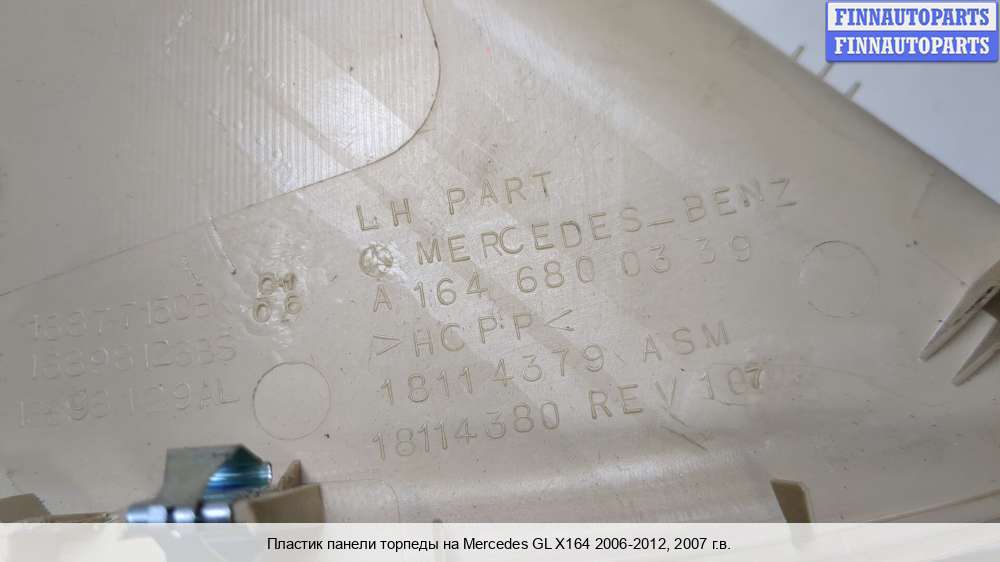 FINNAUTOPARTS
FINNAUTOPARTS
LH PART
MERCEDES-BENZ
A 164 680 03 39
>HCPP<
18114379 ASM
18114380 REV 107
Пластик панели торпеды на Mercedes GL X164 2006-2012, 2007 г.в.